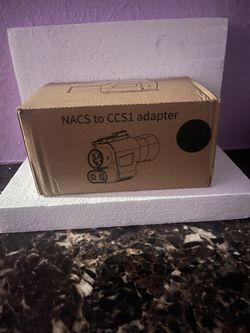 NACS to CCS1 adapter